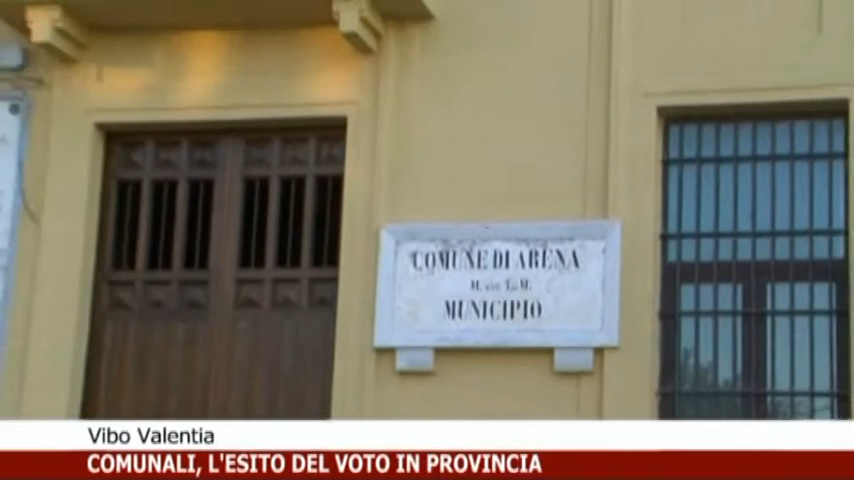 COMUNE DI ARENA
MUNICIPIO
Vibo Valentia
COMUNALI, L'ESITO DEL VOTO IN PROVINCIA